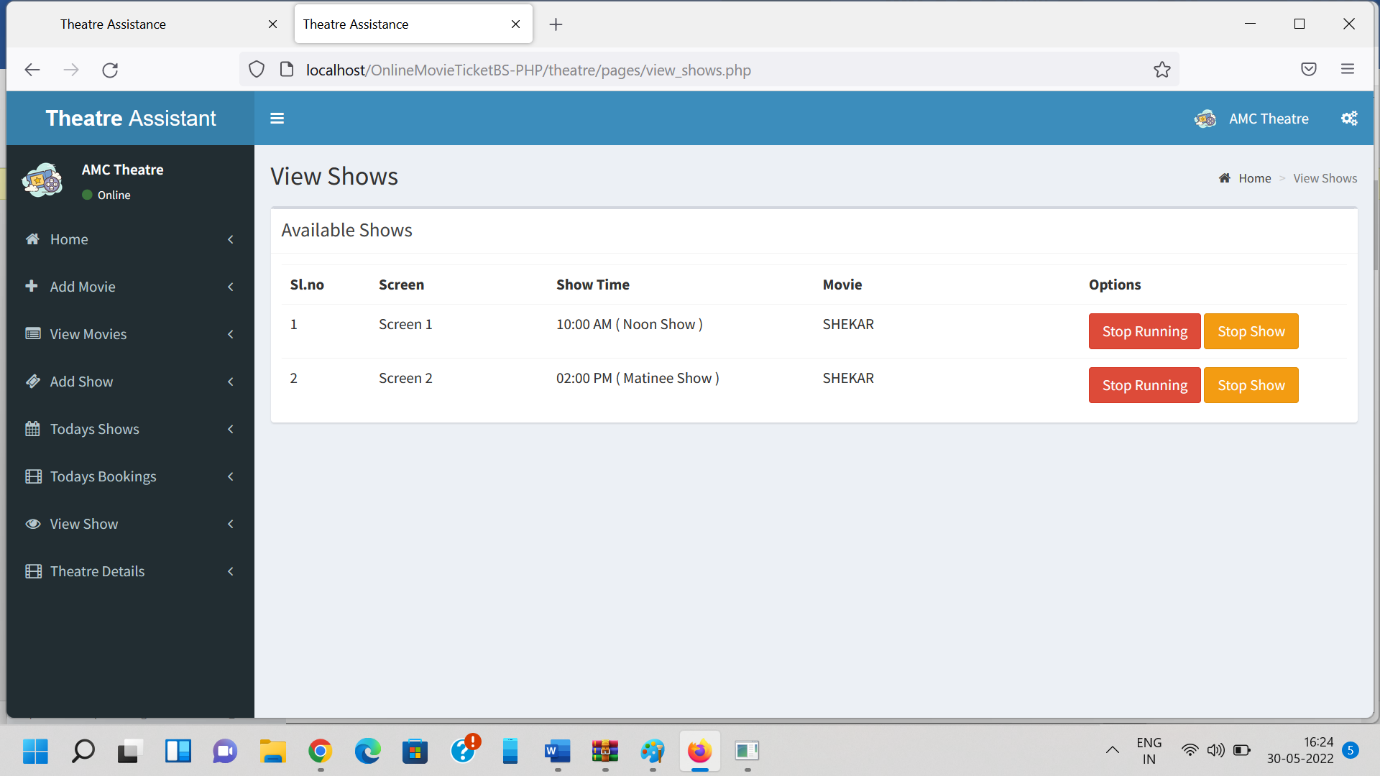 Theatre Assistance
Theatre Assistance
localhost/OnlineMovieTicketBS-PHP/theatre/pages/view_shows.php
Theatre Assistant
AMC Theatre
AMC Theatre
Online
Home
Add Movie
View Movies
Add Show
Todays Shows
Todays Bookings
View Show
Theatre Details
View Shows
Home > View Shows
Available Shows
Sl.no Screen Show Time Movie Options
1 Screen 1 10:00 AM ( Noon Show ) SHEKAR Stop Running Stop Show
2 Screen 2 02:00 PM ( Matinee Show ) SHEKAR Stop Running Stop Show
ENG
IN
16:24
30-05-2022
5